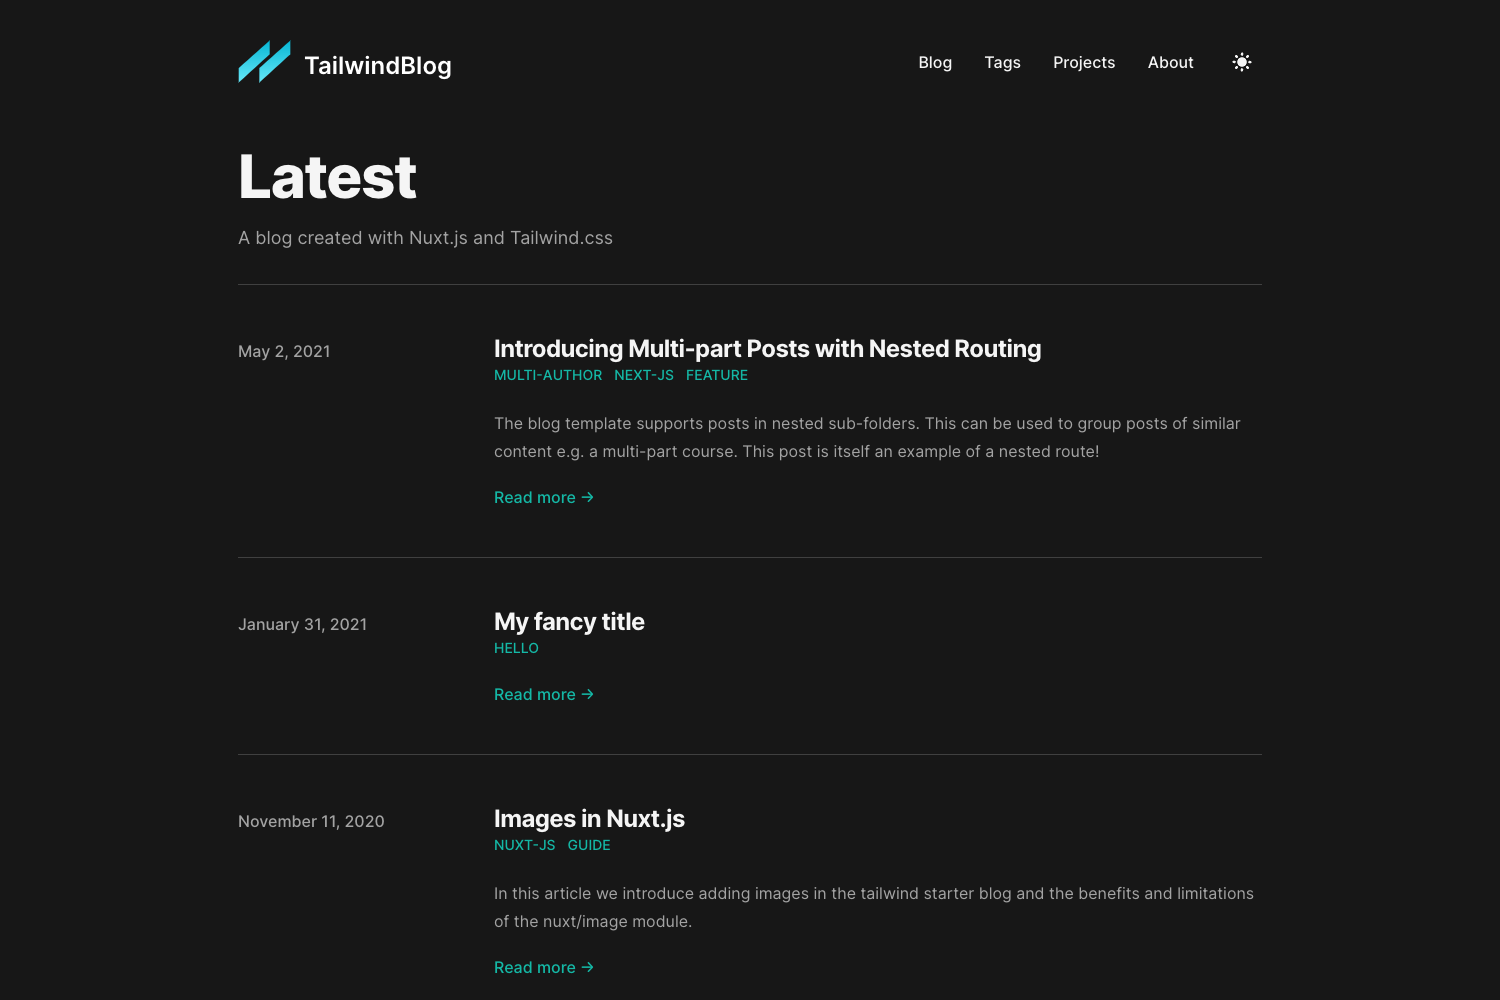 TailwindBlog
Blog Tags Projects About
Latest
A blog created with Nuxt.js and Tailwind.css
May 2, 2021
Introducing Multi-part Posts with Nested Routing
MULTI-AUTHOR NEXT-JS FEATURE
The blog template supports posts in nested sub-folders. This can be used to group posts of similar
content e.g. a multi-part course. This post is itself an example of a nested route!
Read more →
January 31, 2021
My fancy title
HELLO
Read more →
November 11, 2020
Images in Nuxt.js
NUXT-JS GUIDE
In this article we introduce adding images in the tailwind starter blog and the benefits and limitations
of the nuxt/image module.
Read more →